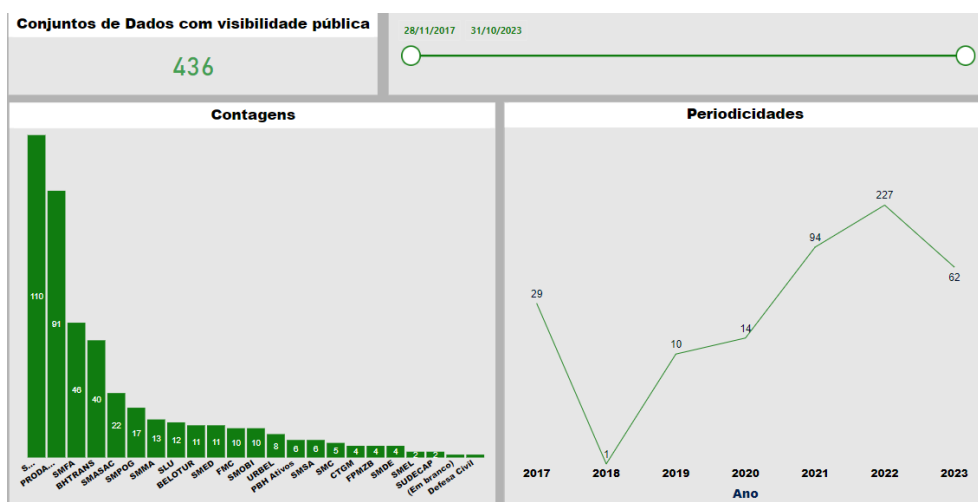 Conjuntos de Dados com visibilidade pública
436
28/11/2017 31/10/2023
Contagens
110
91
46
40
22
17
13
12
11
11
10
10
8
6
6
5
4
4
4
2
2
S...
PRODA...
SMFA
BHTRANS
SMASAC
SMPOG
SMMA
SLU
BELOTUR
SMED
FMC
SMOBI
URBEL
PBH Ativos
SMSA
SMC
CTGM
FPMZB
SMDE
SMEL
SUDECAP
(Em branco)
Defesa Civil
Periodicidades
29
1
10
14
94
227
62
2017 2018 2019 2020 2021 2022 2023
Ano